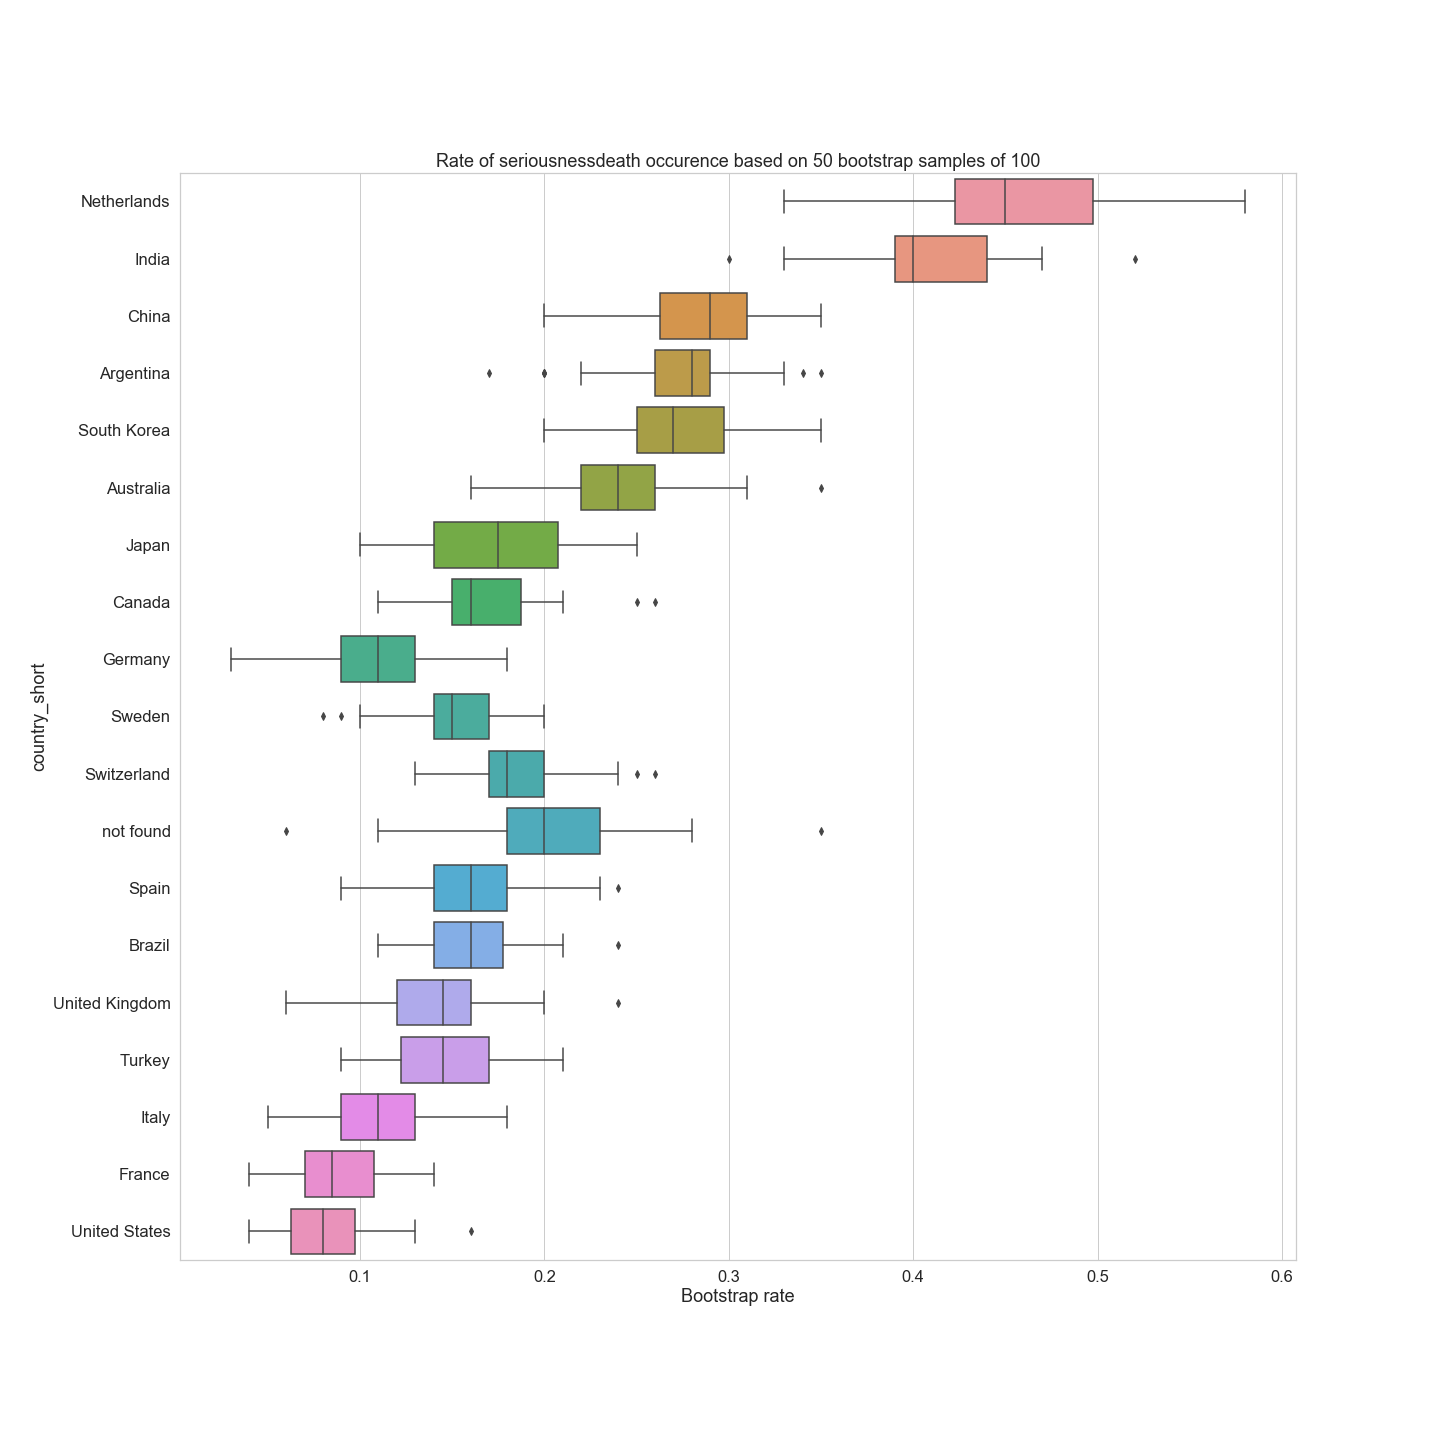 Rate of seriousnessdeath occurence based on 50 bootstrap samples of 100
Netherlands
India
China
Argentina
South Korea
Australia
Japan
Canada
Germany
Sweden
Switzerland
not found
Spain
Brazil
United Kingdom
Turkey
Italy
France
United States
country_short
0.1 0.2 0.3 0.4 0.5 0.6
Bootstrap rate